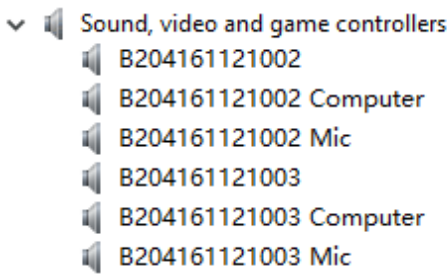 Sound, video and game controllers
B204161121002
B204161121002 Computer
B204161121002 Mic
B204161121003
B204161121003 Computer
B204161121003 Mic